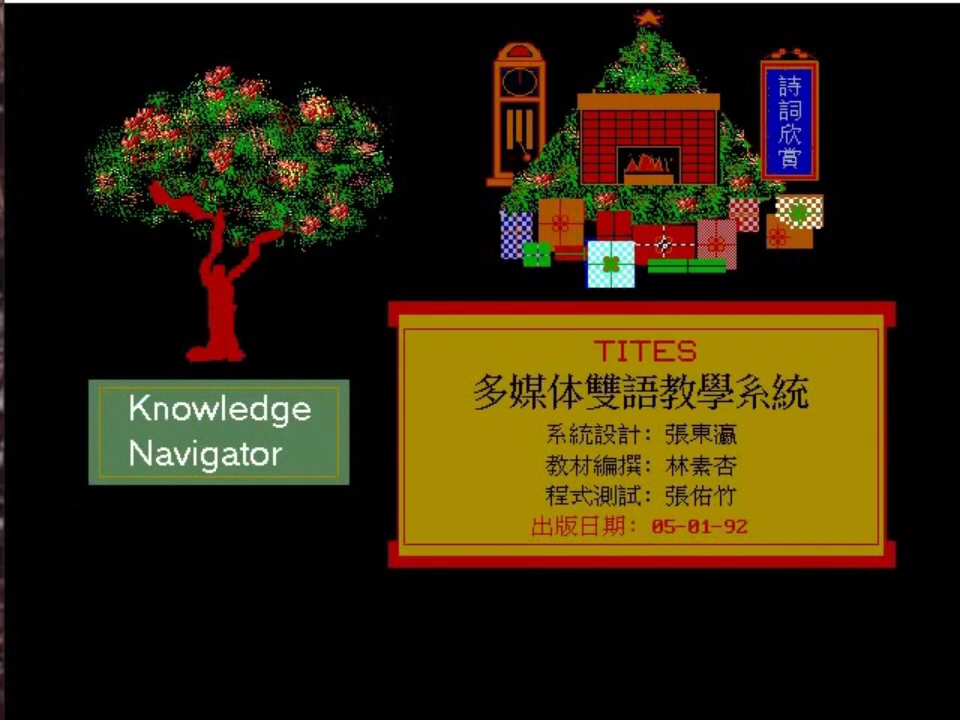 詩詞欣賞
Knowledge
Navigator
TITES
多媒体雙語教學系統
系統設計: 張東瀛
教材編撰: 林素杏
程式測試: 張佑竹
出版日期: 05-01-92